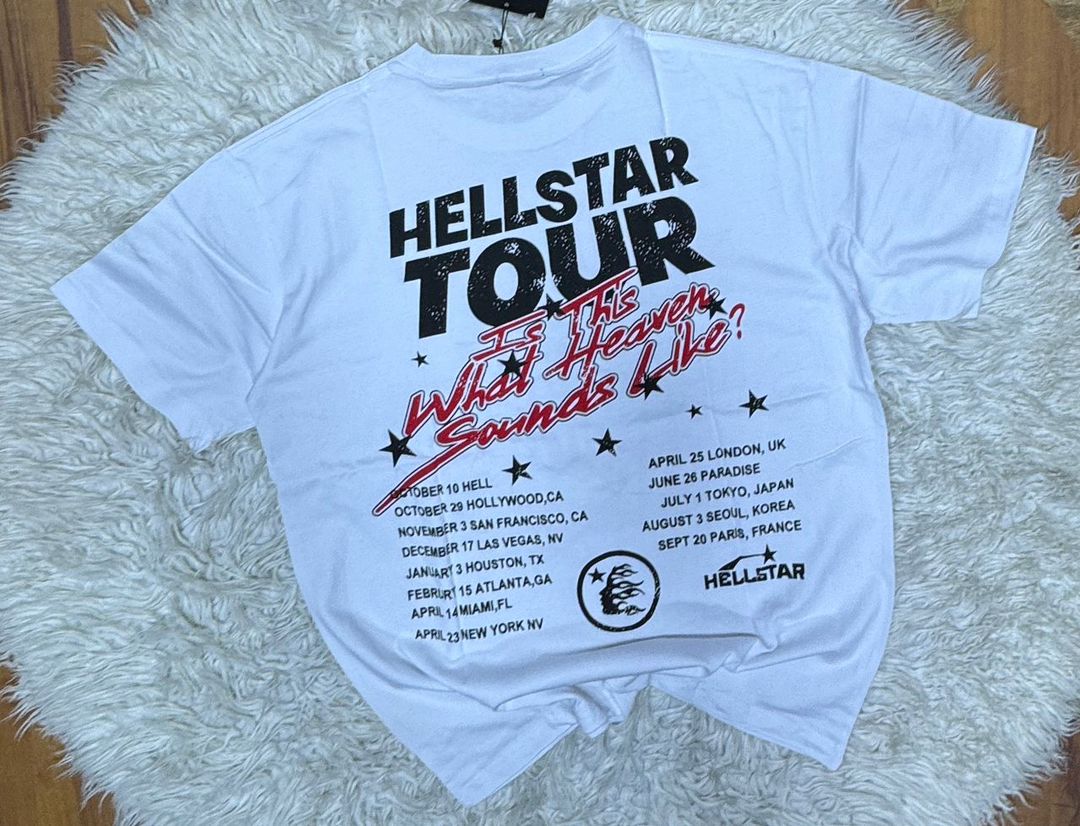 HELLSTAR
TOUR
Is This
What Heaven
Sounds Like?
OCTOBER 10 HELL
OCTOBER 29 HOLLYWOOD,CA
NOVEMBER 3 SAN FRANCISCO, CA
DECEMBER 17 LAS VEGAS, NV
JANUARY 3 HOUSTON, TX
FEBRURY 15 ATLANTA,GA
APRIL 14 MIAMI,FL
APRIL 23 NEW YORK NV
APRIL 25 LONDON, UK
JUNE 26 PARADISE
JULY 1 TOKYO, JAPAN
AUGUST 3 SEOUL, KOREA
SEPT 20 PARIS, FRANCE
HELLSTAR